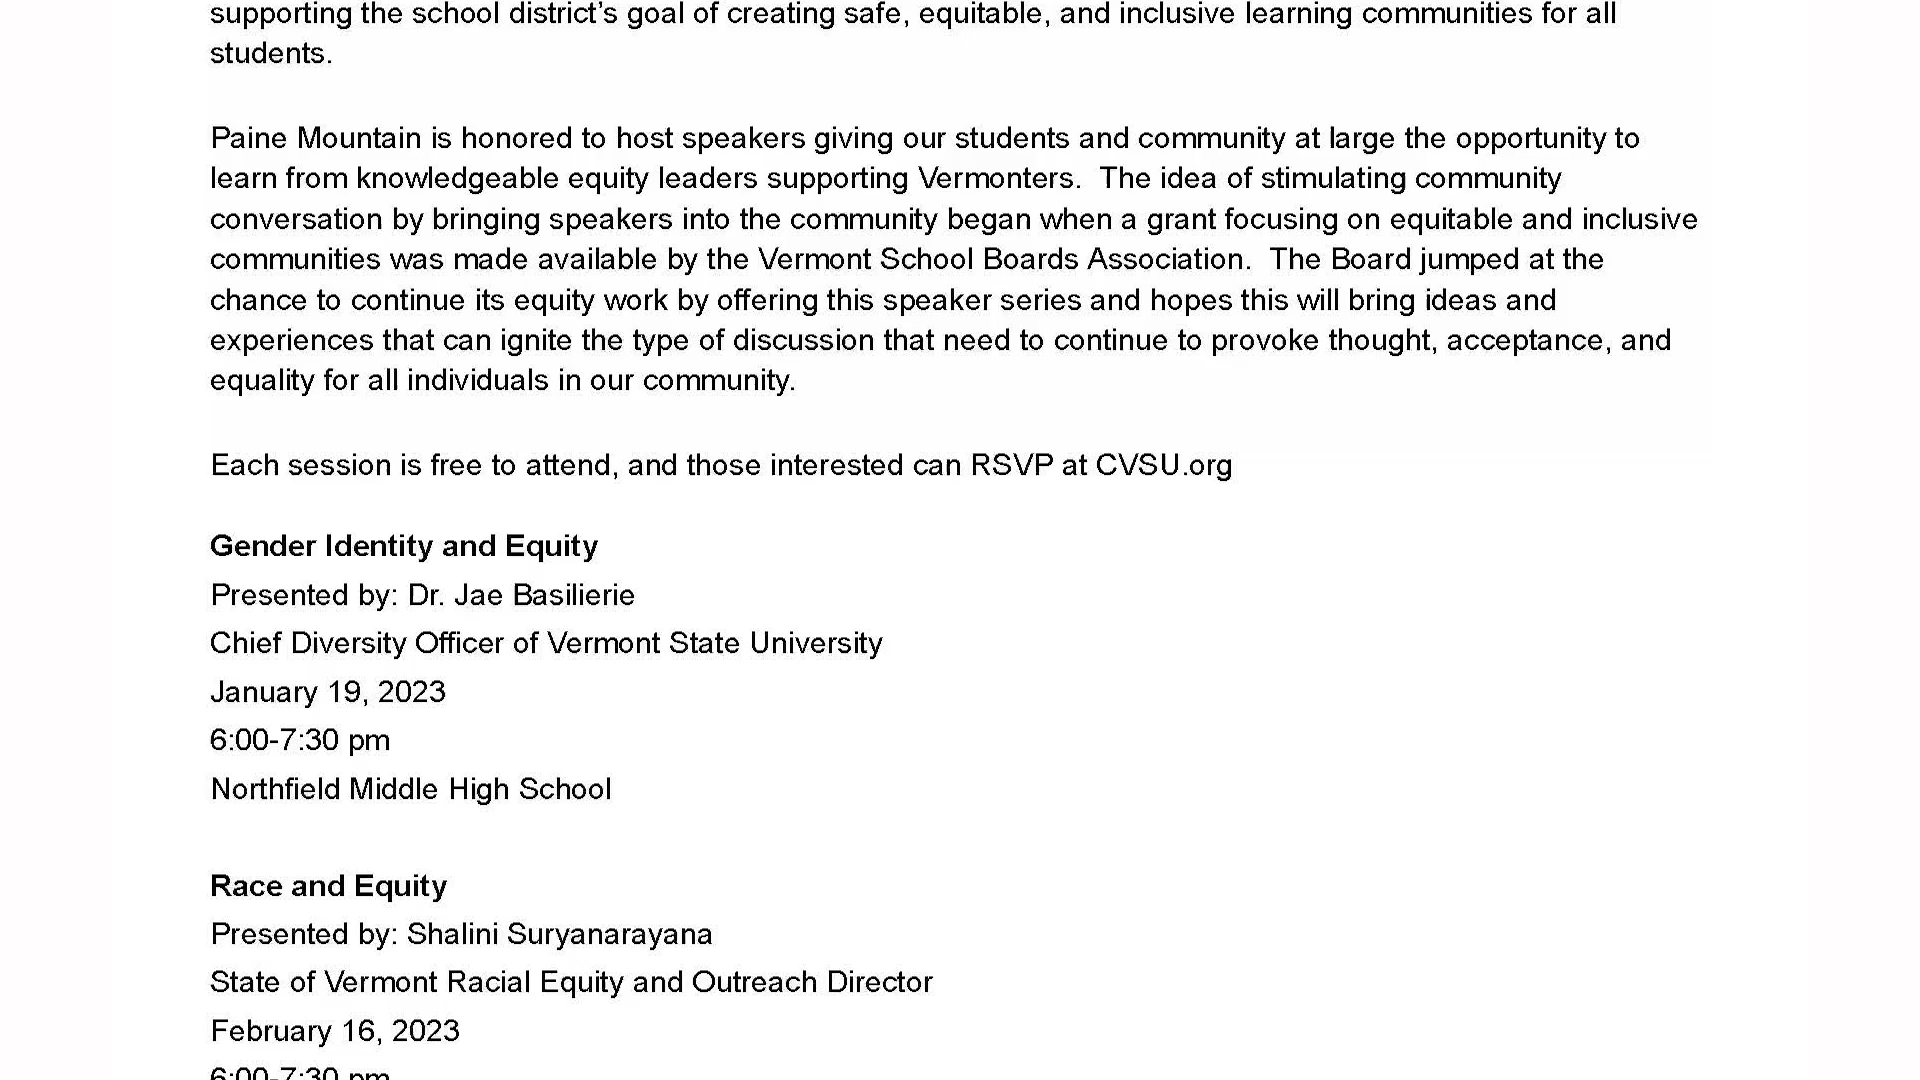 supporting the school district’s goal of creating safe, equitable, and inclusive learning communities for all
students.
Paine Mountain is honored to host speakers giving our students and community at large the opportunity to
learn from knowledgeable equity leaders supporting Vermonters.  The idea of stimulating community
conversation by bringing speakers into the community began when a grant focusing on equitable and inclusive
communities was made available by the Vermont School Boards Association.  The Board jumped at the
chance to continue its equity work by offering this speaker series and hopes this will bring ideas and
experiences that can ignite the type of discussion that need to continue to provoke thought, acceptance, and
equality for all individuals in our community.
Each session is free to attend, and those interested can RSVP at CVSU.org
Gender Identity and Equity
Presented by: Dr. Jae Basilierie
Chief Diversity Officer of Vermont State University
January 19, 2023
6:00-7:30 pm
Northfield Middle High School
Race and Equity
Presented by: Shalini Suryanarayana
State of Vermont Racial Equity and Outreach Director
February 16, 2023
6:00-7:30 pm